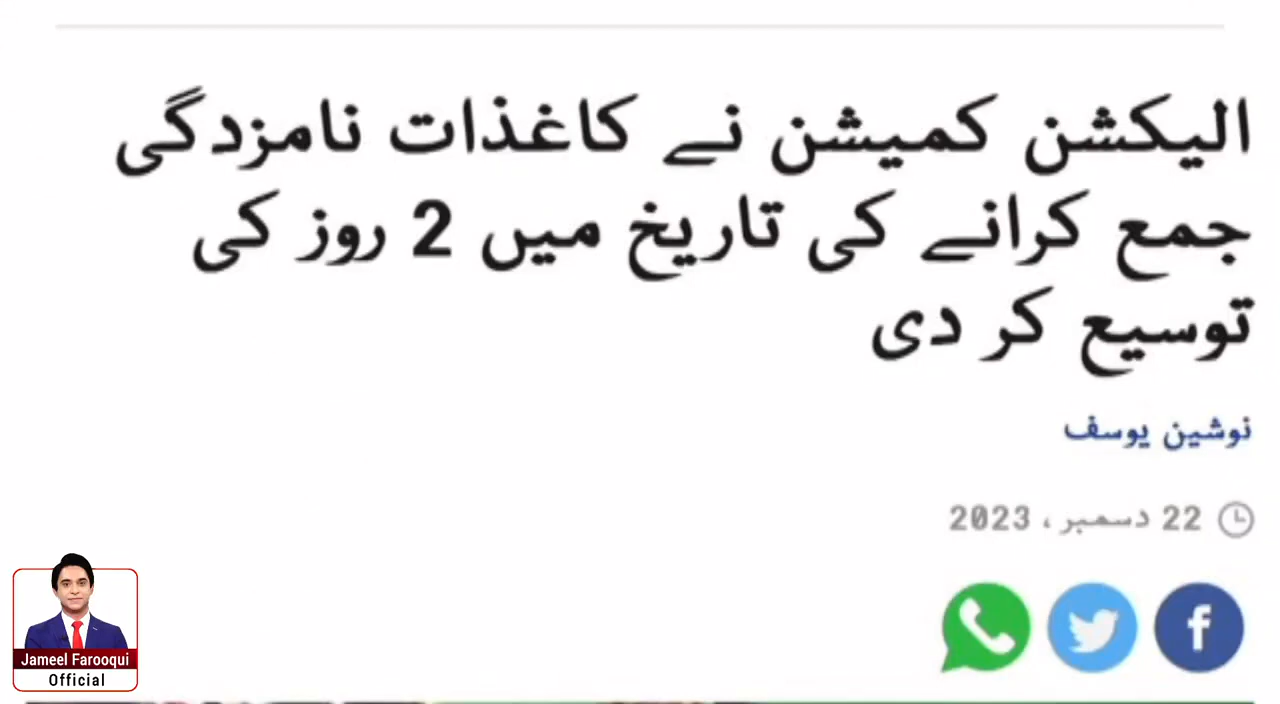 الیکشن کمیشن نے کاغذات نامزدگی
جمع کرانے کی تاریخ میں 2 روز کی
توسیع کر دی
نوشین یوسف
22 دسمبر، 2023
Jameel Farooqui
Official